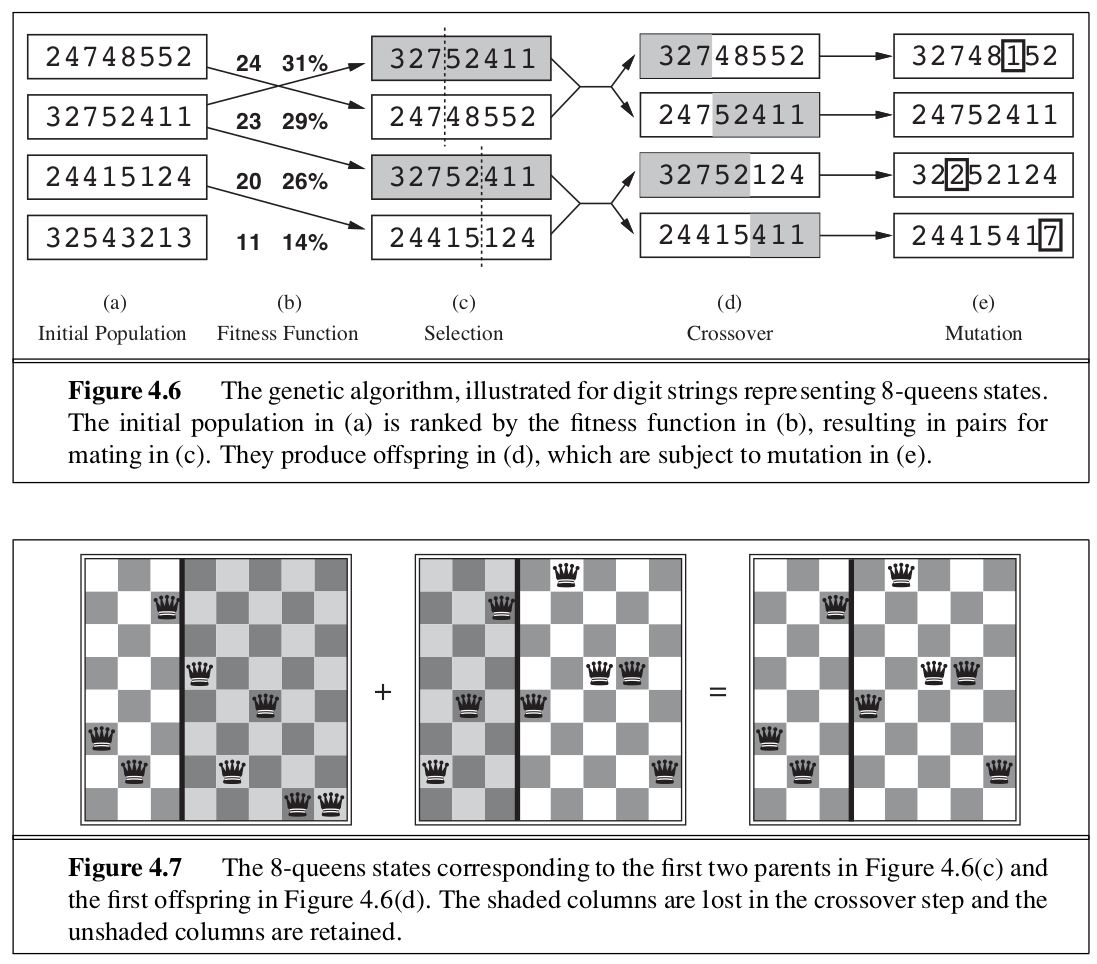 24748552 24 31% 32752411 32748552 32748152
32752411 23 29% 24748552 24752411 24752411
24415124 20 26% 32752411 32752124 32252124
32543213 11 14% 24415124 24415411 24415417
(a) (b) (c) (d) (e)
Initial Population Fitness Function Selection Crossover Mutation
Figure 4.6 The genetic algorithm, illustrated for digit strings representing 8-queens states.
The initial population in (a) is ranked by the fitness function in (b), resulting in pairs for
mating in (c). They produce offspring in (d), which are subject to mutation in (e).
+ =
Figure 4.7 The 8-queens states corresponding to the first two parents in Figure 4.6(c) and
the first offspring in Figure 4.6(d). The shaded columns are lost in the crossover step and the
unshaded columns are retained.